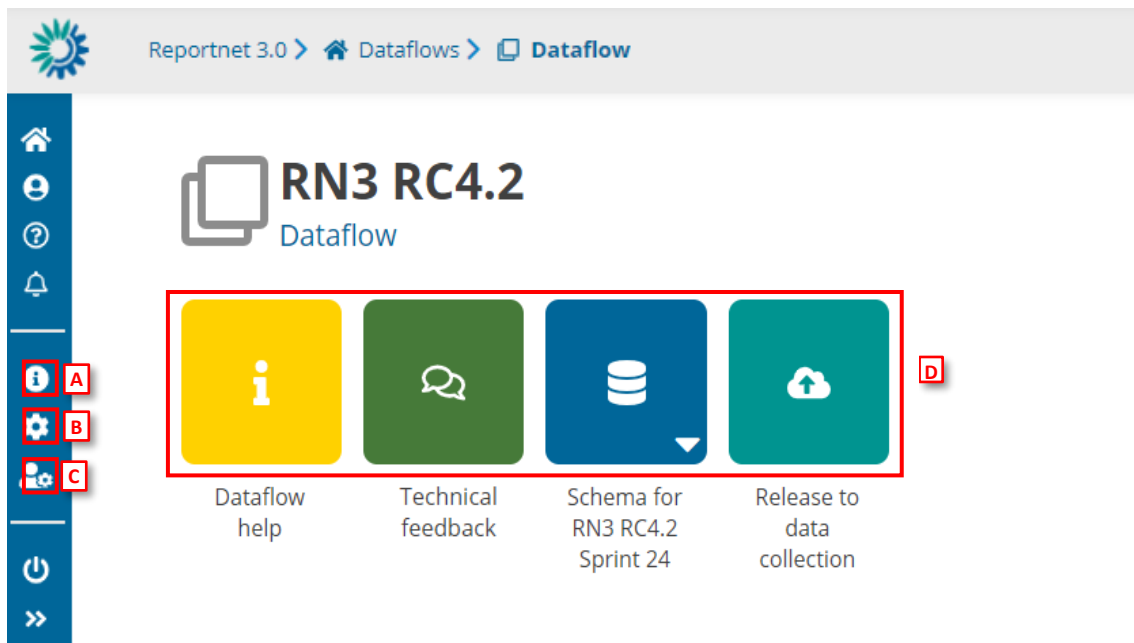 Reportnet 3.0 Dataflows Dataflow
RN3 RC4.2
Dataflow
A
B
C
D
Dataflow
help
Technical
feedback
Schema for
RN3 RC4.2
Sprint 24
Release to
data
collection